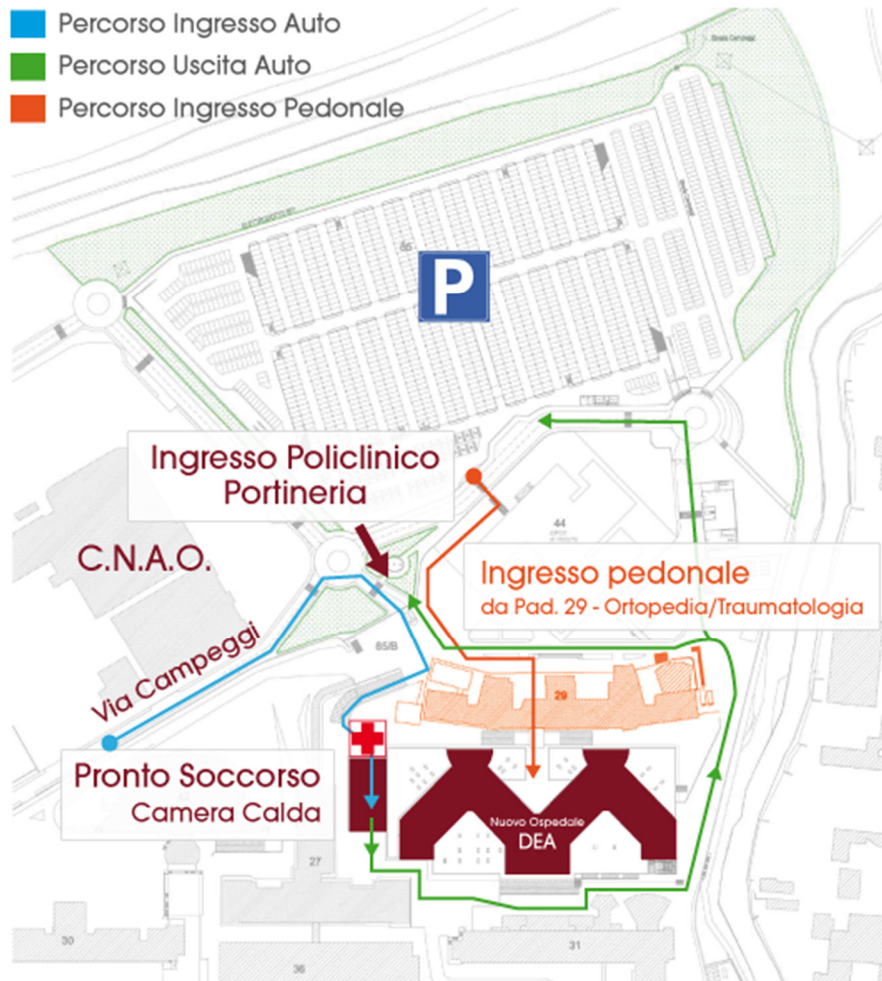 Percorso Ingresso Auto
Percorso Uscita Auto
Percorso Ingresso Pedonale
P
Ingresso Policlinico
Portineria
C.N.A.O.
44
Ingresso pedonale
da Pad. 29 - Ortopedia/Traumatologia
Via Campeggi
85/B
29
Pronto Soccorso
Camera Calda
Nuovo Ospedale
DEA
27
30
36
31